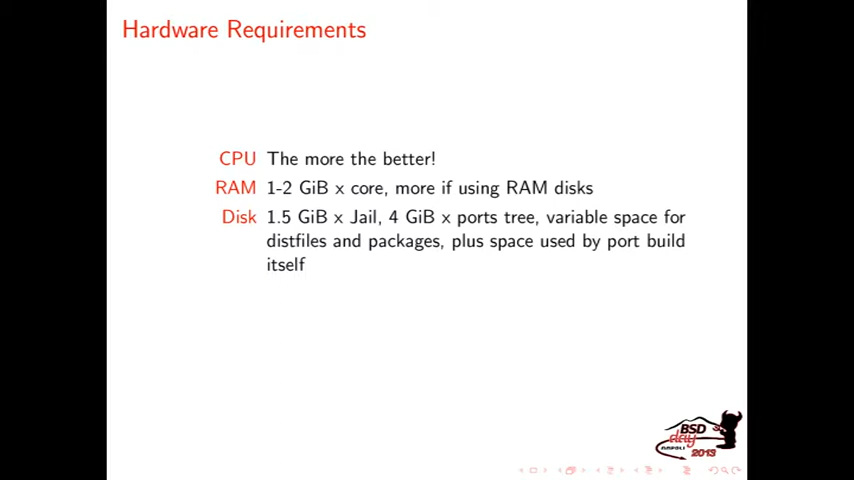 Hardware Requirements
CPU The more the better!
RAM 1-2 GiB x core, more if using RAM disks
Disk 1.5 GiB x Jail, 4 GiB x ports tree, variable space for
distfiles and packages, plus space used by port build
itself
BSD
day
NAPOLI
2013